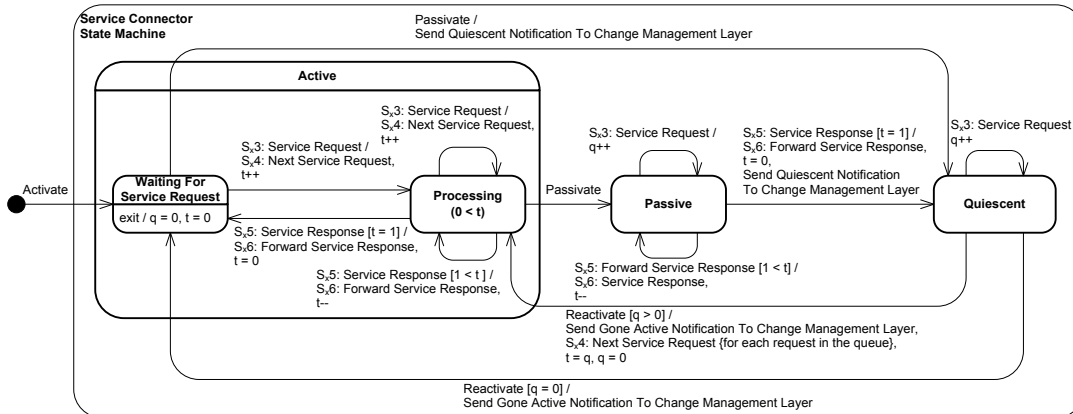 Service Connector
State Machine
Passivate /
Send Quiescent Notification To Change Management Layer
Active
Sx3: Service Request /
Sx4: Next Service Request,
t++
Sx3: Service Request /
Sx4: Next Service Request,
t++
Sx3: Service Request /
q++
Sx5: Service Response [t = 1] /
Sx6: Forward Service Response,
t = 0,
Send Quiescent Notification
To Change Management Layer
Sx3: Service Request
q++
Activate
Waiting For
Service Request
exit / q = 0, t = 0
Processing
(0 < t)
Passivate
Passive
Quiescent
Sx5: Service Response [t = 1] /
Sx6: Forward Service Response,
t = 0
Sx5: Service Response [1 < t ] /
Sx6: Forward Service Response,
t--
Sx5: Forward Service Response [1 < t] /
Sx6: Service Response,
t--
Reactivate [q > 0] /
Send Gone Active Notification To Change Management Layer,
Sx4: Next Service Request {for each request in the queue},
t = q, q = 0
Reactivate [q = 0] /
Send Gone Active Notification To Change Management Layer